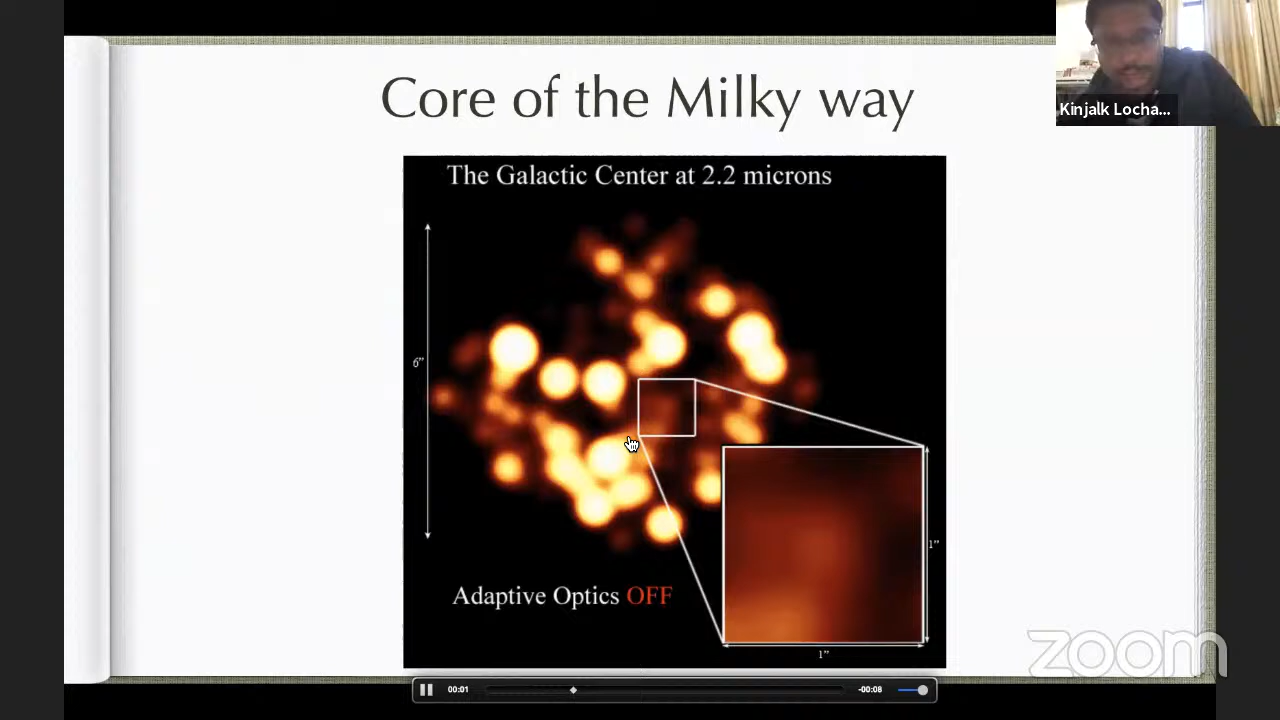 Core of the Milky way
Kinjalk Locha...
The Galactic Center at 2.2 microns
6”
1”
Adaptive Optics OFF
1”
zoom
00:01
-00:08